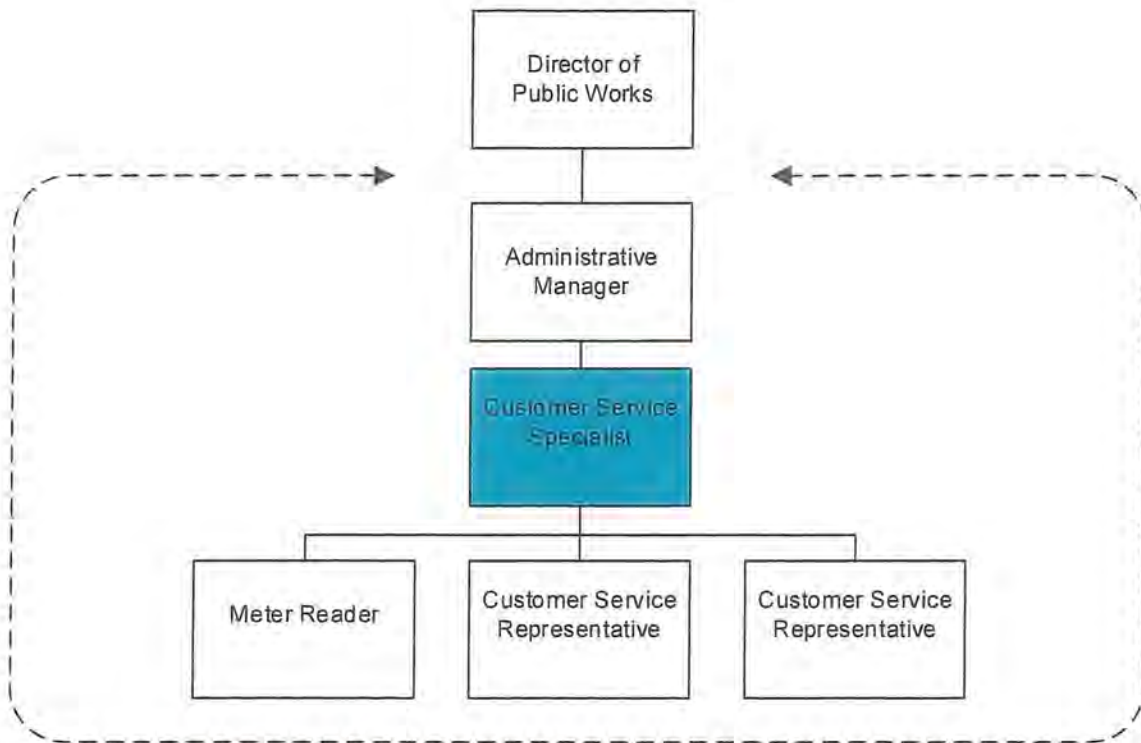 Director of
Public Works
Administrative
Manager
Customer Service
Specialist
Meter Reader
Customer Service
Representative
Customer Service
Representative